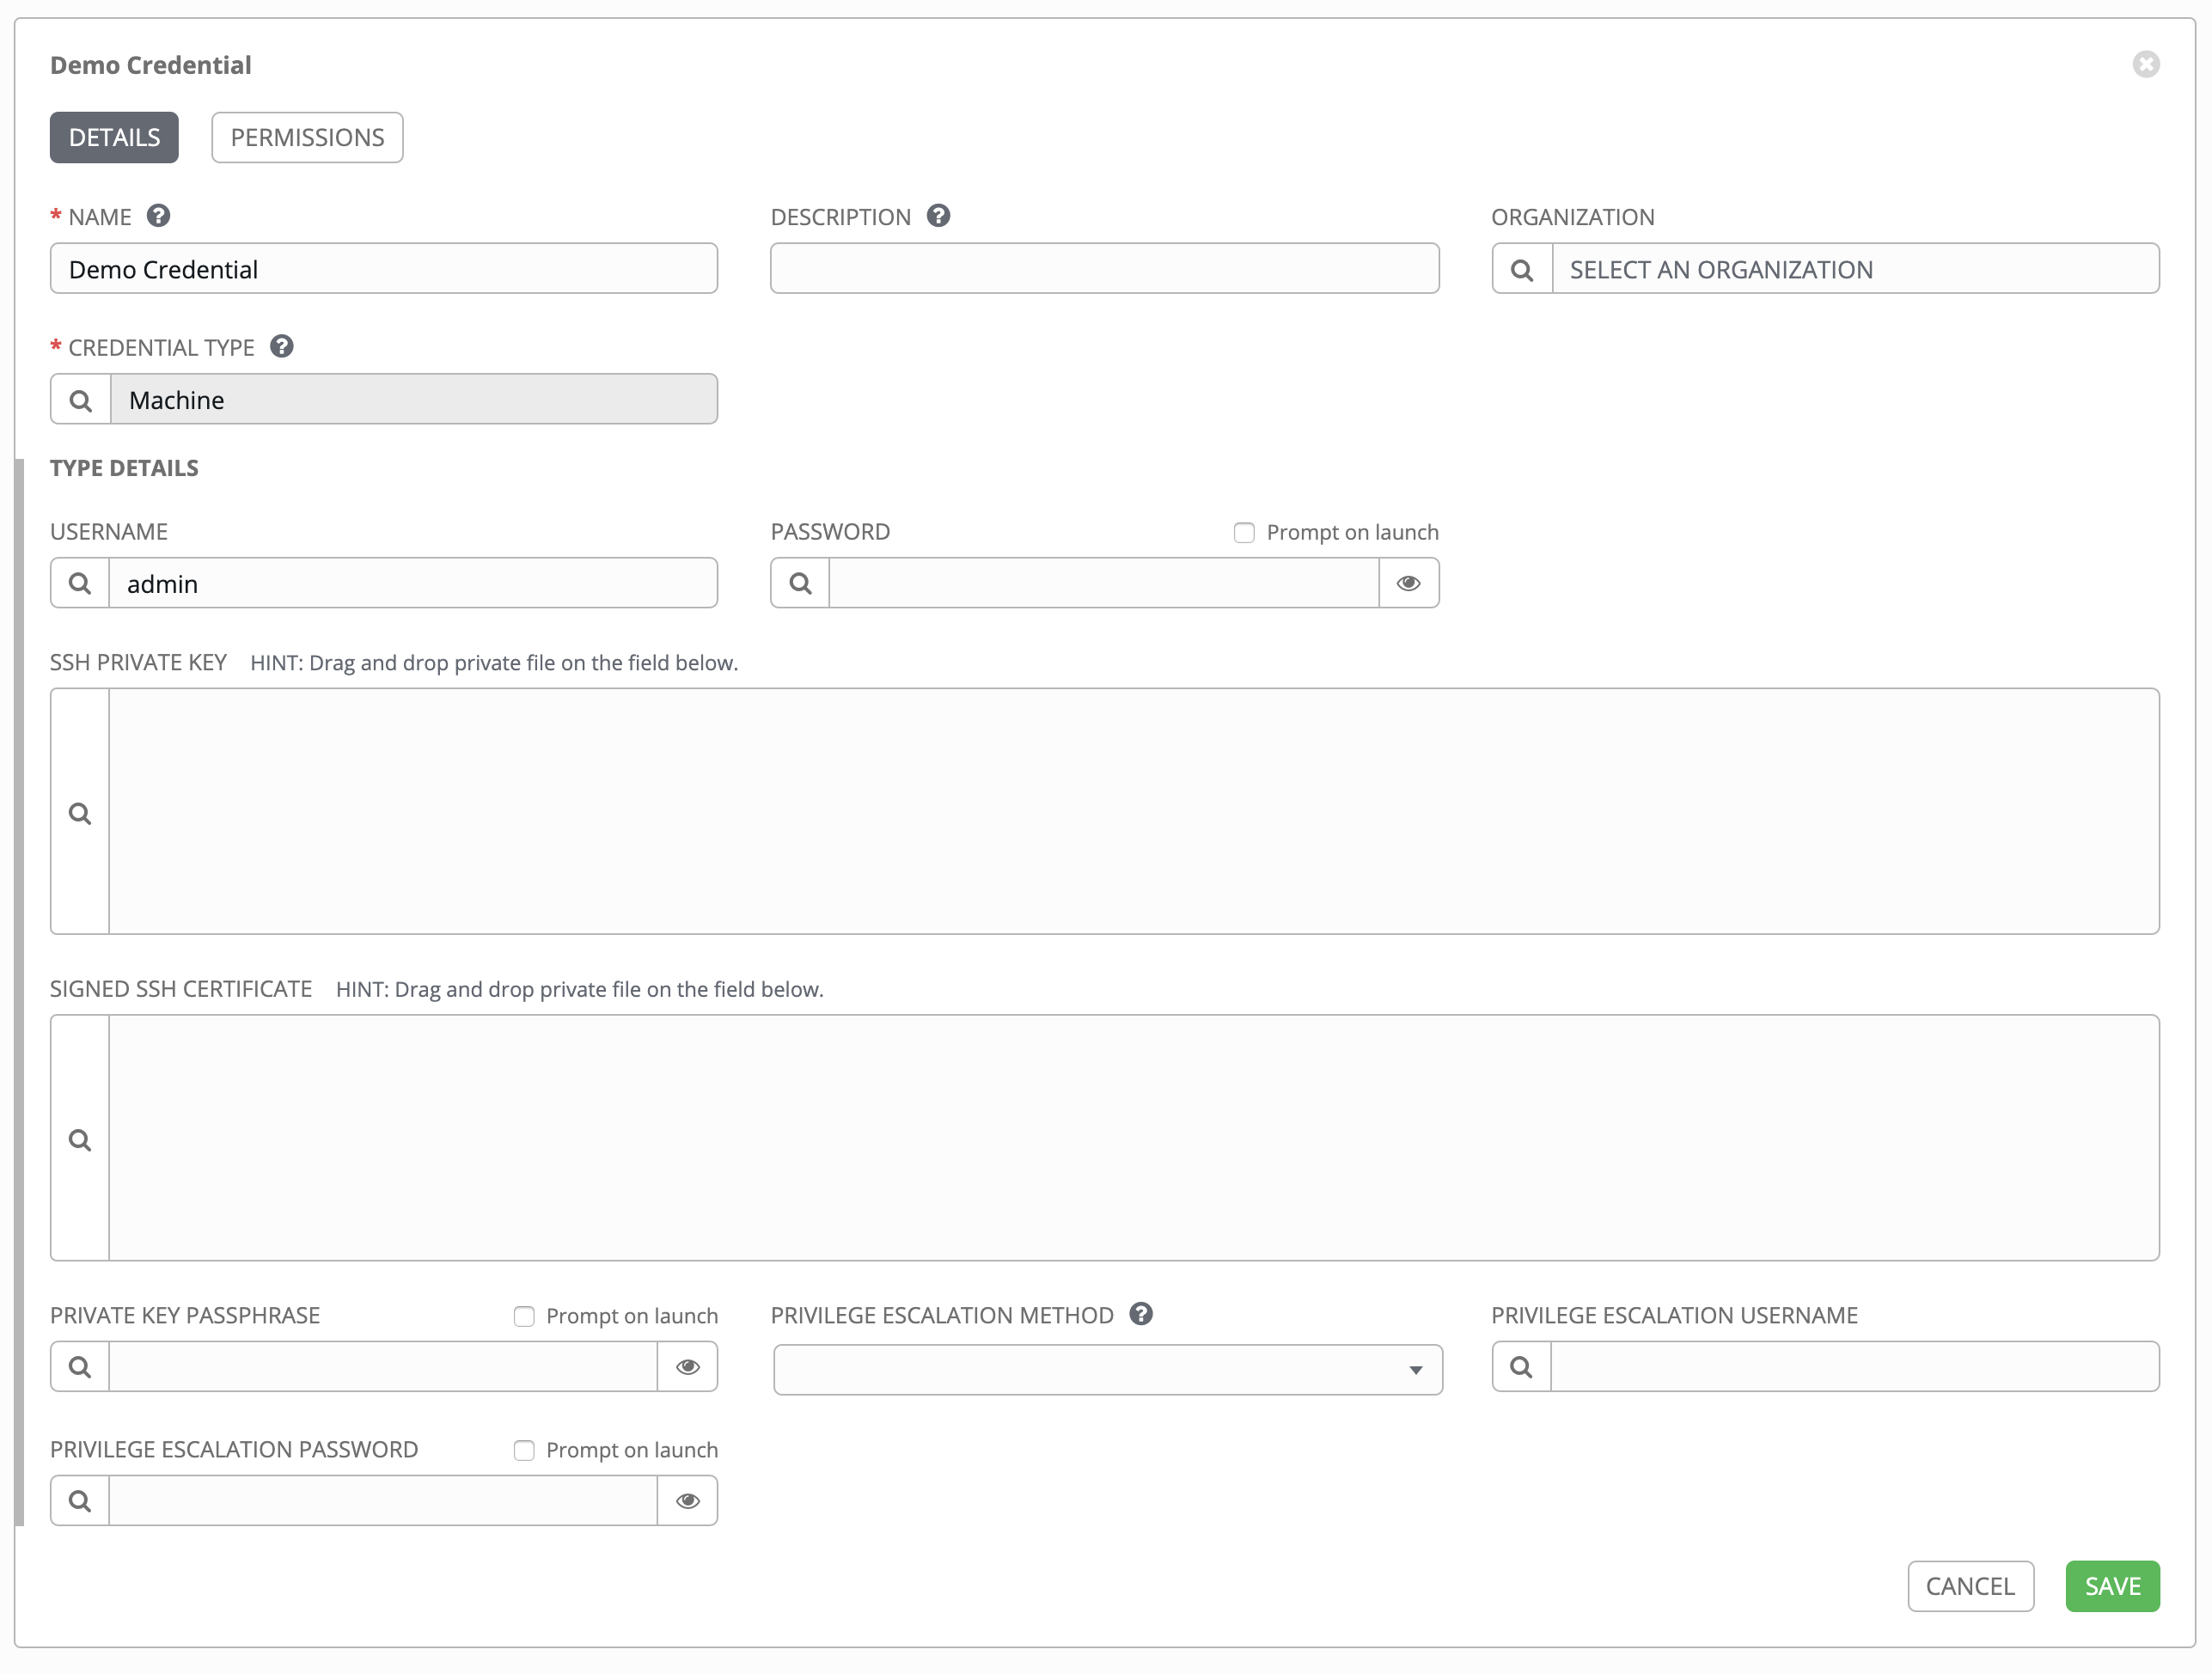 Demo Credential
DETAILS PERMISSIONS
* NAME DESCRIPTION ORGANIZATION
Demo Credential SELECT AN ORGANIZATION
* CREDENTIAL TYPE
Machine
TYPE DETAILS
USERNAME PASSWORD Prompt on launch
admin
SSH PRIVATE KEY HINT: Drag and drop private file on the field below.
SIGNED SSH CERTIFICATE HINT: Drag and drop private file on the field below.
PRIVATE KEY PASSPHRASE Prompt on launch PRIVILEGE ESCALATION METHOD PRIVILEGE ESCALATION USERNAME
PRIVILEGE ESCALATION PASSWORD Prompt on launch
CANCEL SAVE